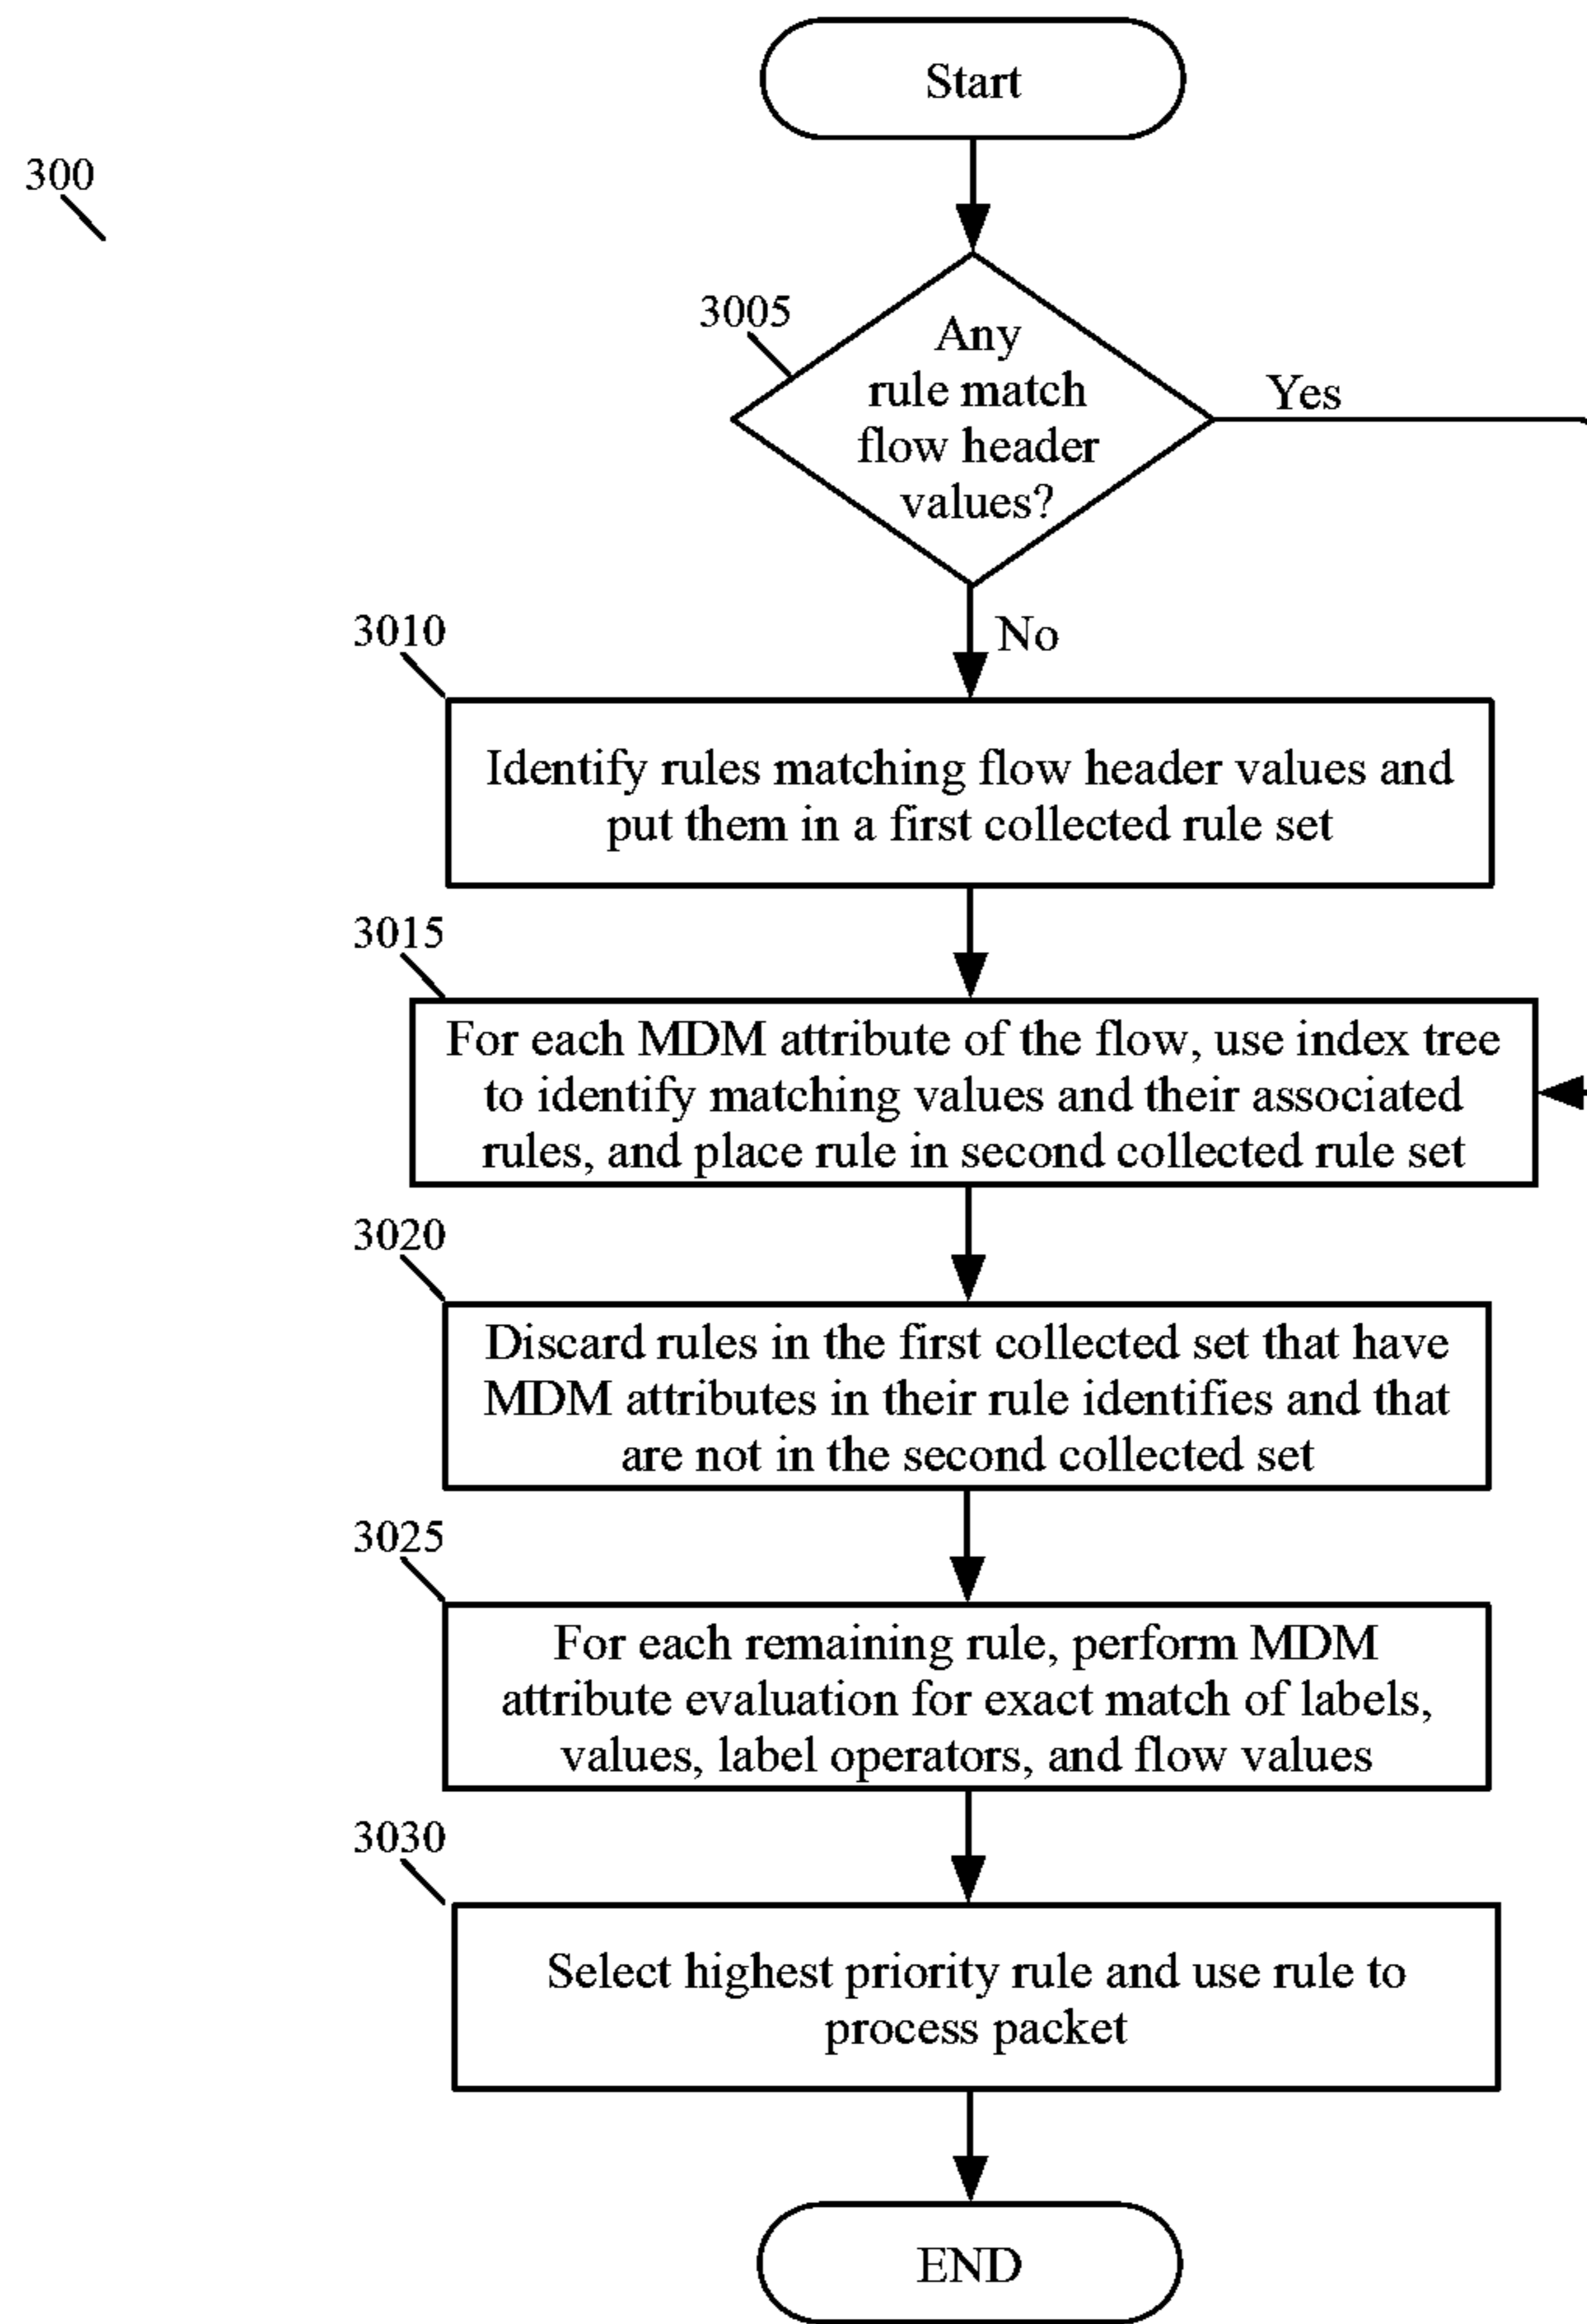 Start
300
3005
Any
rule match
flow header
values?
Yes
No
3010
Identify rules matching flow header values and
put them in a first collected rule set
3015
For each MDM attribute of the flow, use index tree
to identify matching values and their associated
rules, and place rule in second collected rule set
3020
Discard rules in the first collected set that have
MDM attributes in their rule identifies and that
are not in the second collected set
3025
For each remaining rule, perform MDM
attribute evaluation for exact match of labels,
values, label operators, and flow values
3030
Select highest priority rule and use rule to
process packet
END